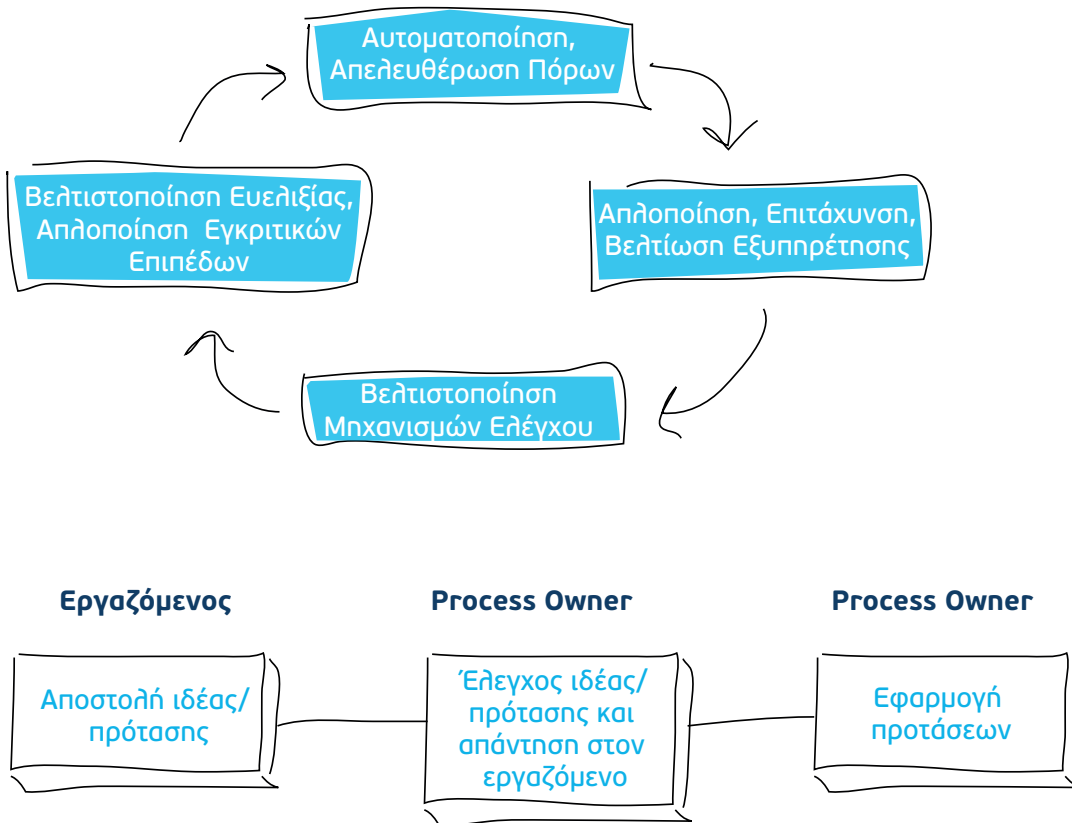 Αυτοματοποίηση,
Απελευθέρωση Πόρων
Βελτιστοποίηση Ευελιξίας,
Απλοποίηση Εγκριτικών
Επιπέδων
Απλοποίηση, Επιτάχυνση,
Βελτίωση Εξυπηρέτησης
Βελτιστοποίηση
Μηχανισμών Ελέγχου
Εργαζόμενος
Process Owner
Process Owner
Αποστολή ιδέας/
πρότασης
Έλεγχος ιδέας/
πρότασης και
απάντηση στον
εργαζόμενο
Εφαρμογή
προτάσεων